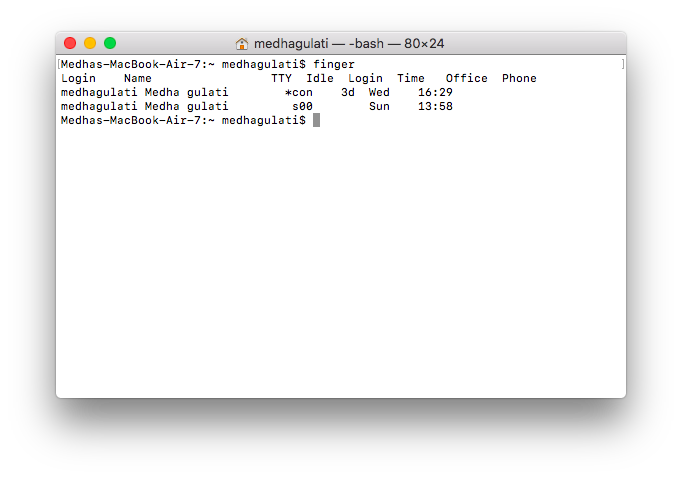 medhagulati — -bash — 80×24
[Medhas-MacBook-Air-7:~ medhagulati$ finger ]
Login    Name                 TTY  Idle  Login  Time   Office  Phone
medhagulati Medha gulati        *con    3d  Wed    16:29
medhagulati Medha gulati         s00        Sun    13:58
Medhas-MacBook-Air-7:~ medhagulati$